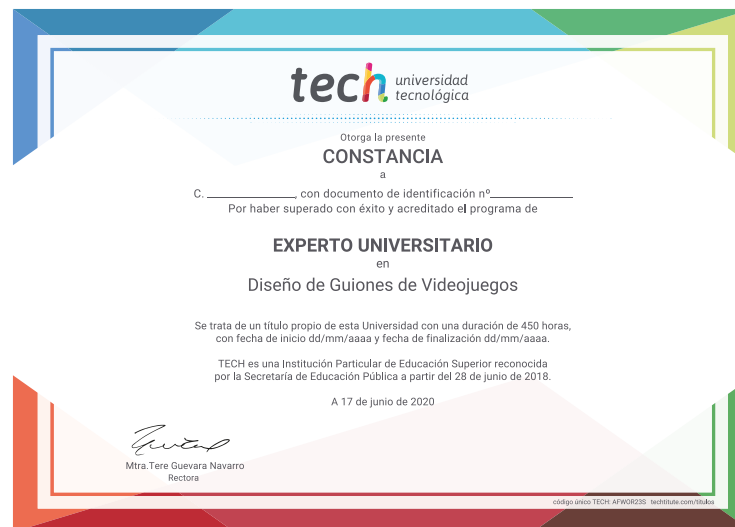 tech universidad
tecnológica
Otorga la presente
CONSTANCIA
a
C. ________________, con documento de identificación nº________________
Por haber superado con éxito y acreditado el programa de
EXPERTO UNIVERSITARIO
en
Diseño de Guiones de Videojuegos
Se trata de un título propio de esta Universidad con una duración de 450 horas,
con fecha de inicio dd/mm/aaaa y fecha de finalización dd/mm/aaaa.
TECH es una Institución Particular de Educación Superior reconocida
por la Secretaría de Educación Pública a partir del 28 de junio de 2018.
A 17 de junio de 2020
Mtra.Tere Guevara Navarro
Rectora
código único TECH: AFWOR23S techtitute.com/titulos